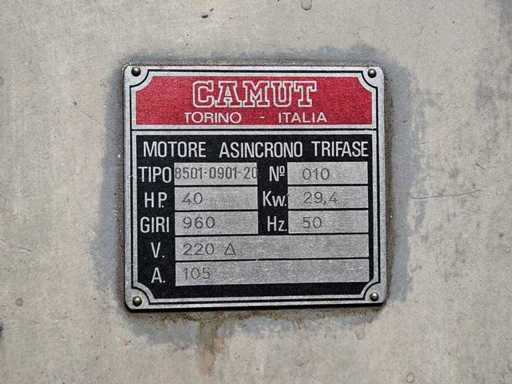 CAMUT
TORINO - ITALIA
MOTORE ASINCRONO TRIFASE
TIPO 8501-0901-20 Nº 010
HP. 40 Kw. 29,4
GIRI 960 Hz. 50
V. 220 Δ
A. 105